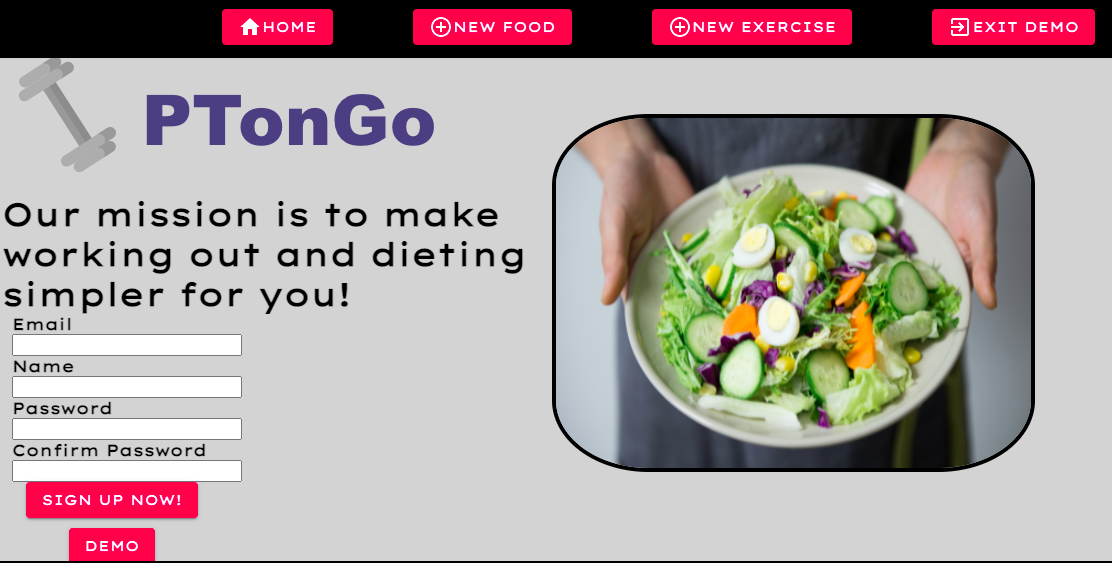 HOME NEW FOOD NEW EXERCISE EXIT DEMO
PTonGo
Our mission is to make
working out and dieting
simpler for you!
Email
Name
Password
Confirm Password
SIGN UP NOW!
DEMO